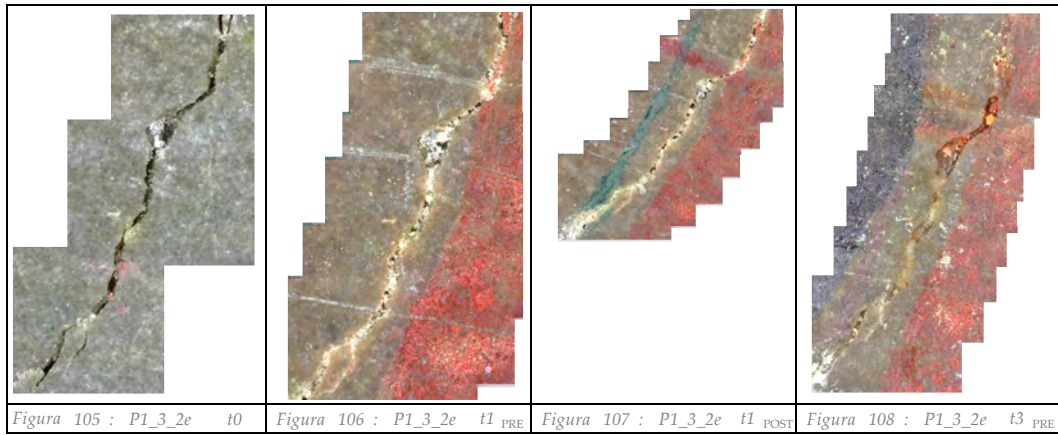 Figura 105 : P1_3_2e t0
Figura 106 : P1_3_2e t1 PRE
Figura 107 : P1_3_2e t1 POST
Figura 108 : P1_3_2e t3 PRE